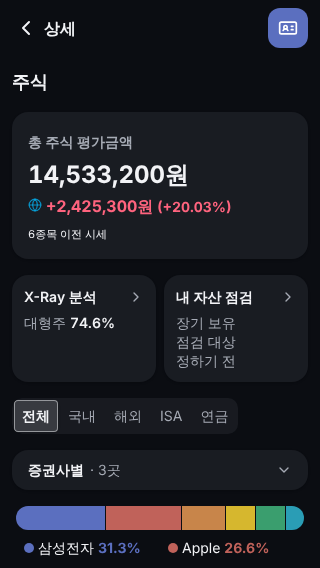 상세
주식
총 주식 평가금액
14,533,200원
+2,425,300원 (+20.03%)
6종목 이전 시세
X-Ray 분석
대형주 74.6%
내 자산 점검
장기 보유
점검 대상
정하기 전
전체 국내 해외 ISA 연금
증권사별 · 3곳
삼성전자 31.3% Apple 26.6%